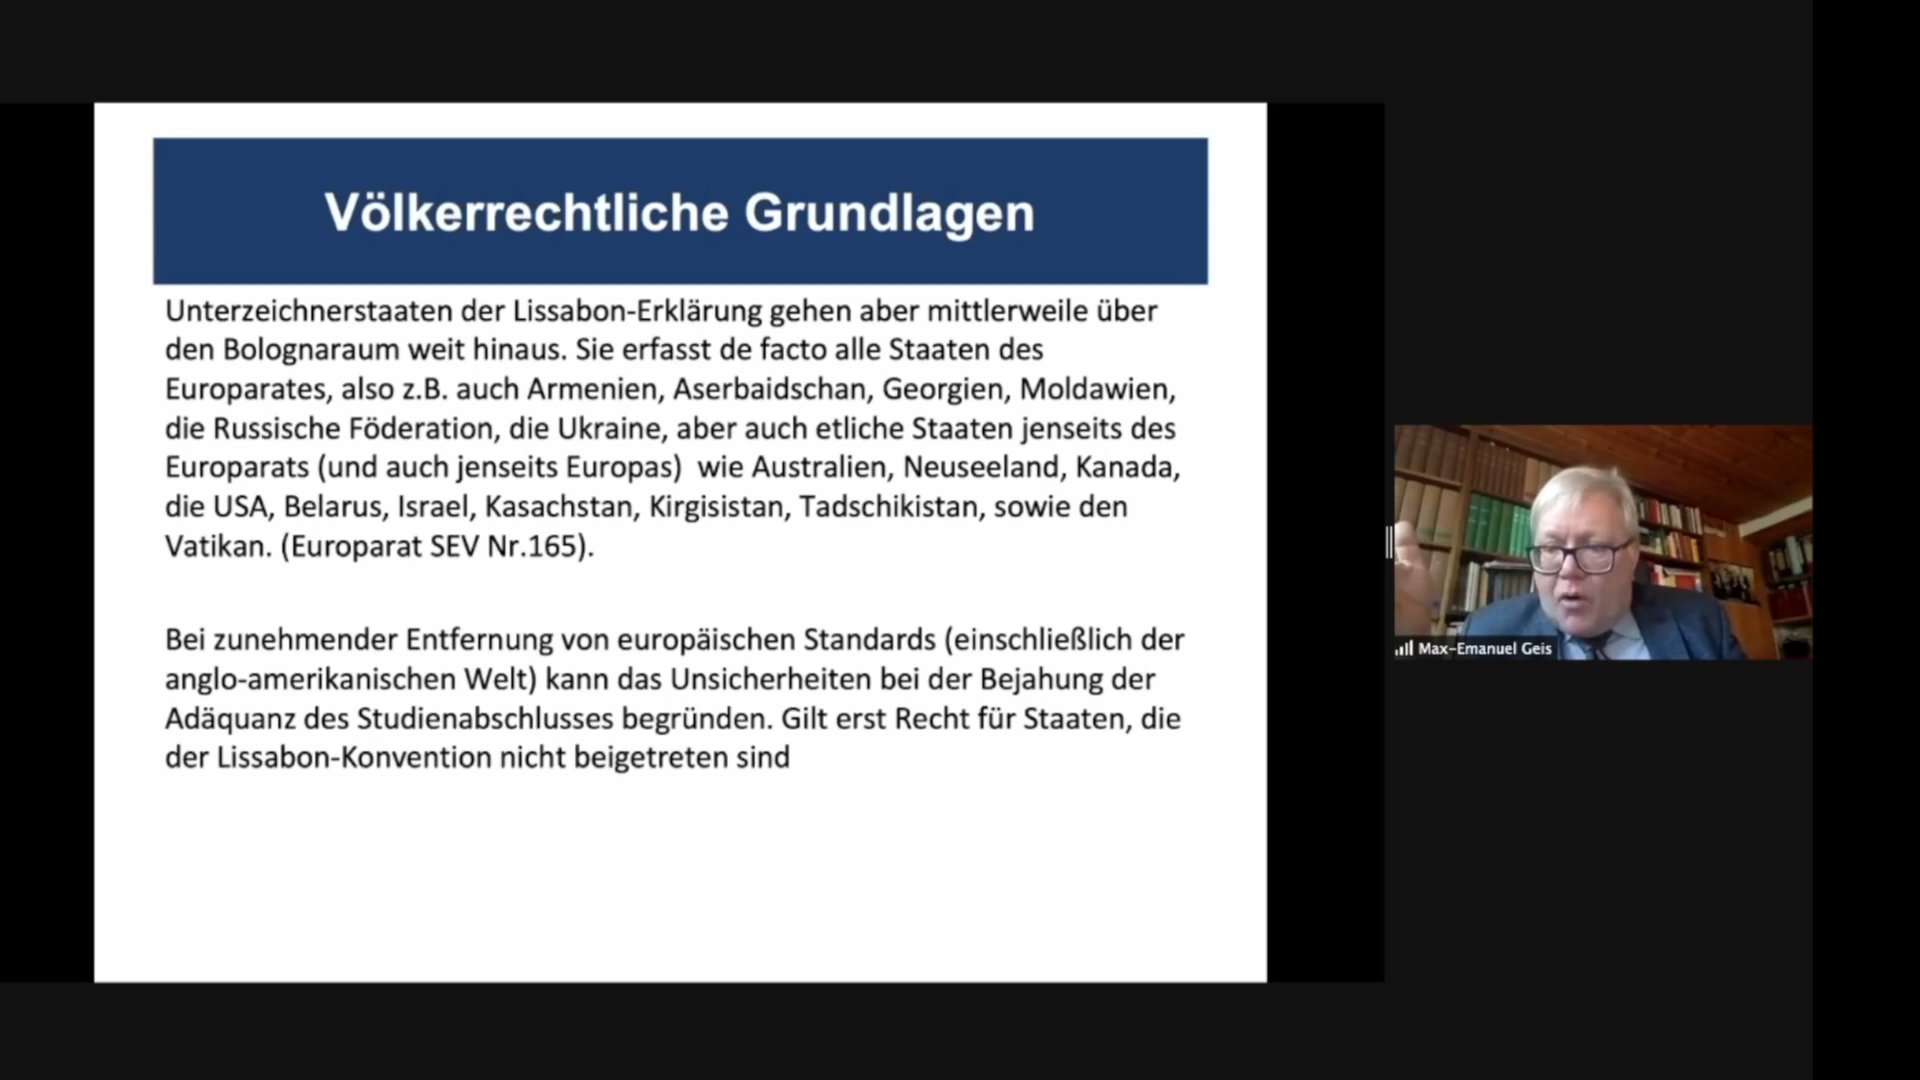 Völkerrechtliche Grundlagen
Unterzeichnerstaaten der Lissabon-Erklärung gehen aber mittlerweile über
den Bolognaraum weit hinaus. Sie erfasst de facto alle Staaten des
Europarates, also z.B. auch Armenien, Aserbaidschan, Georgien, Moldawien,
die Russische Föderation, die Ukraine, aber auch etliche Staaten jenseits des
Europarats (und auch jenseits Europas)  wie Australien, Neuseeland, Kanada,
die USA, Belarus, Israel, Kasachstan, Kirgisistan, Tadschikistan, sowie den
Vatikan. (Europarat SEV Nr.165).
Bei zunehmender Entfernung von europäischen Standards (einschließlich der
anglo-amerikanischen Welt) kann das Unsicherheiten bei der Bejahung der
Adäquanz des Studienabschlusses begründen. Gilt erst Recht für Staaten, die
der Lissabon-Konvention nicht beigetreten sind
Max-Emanuel Geis